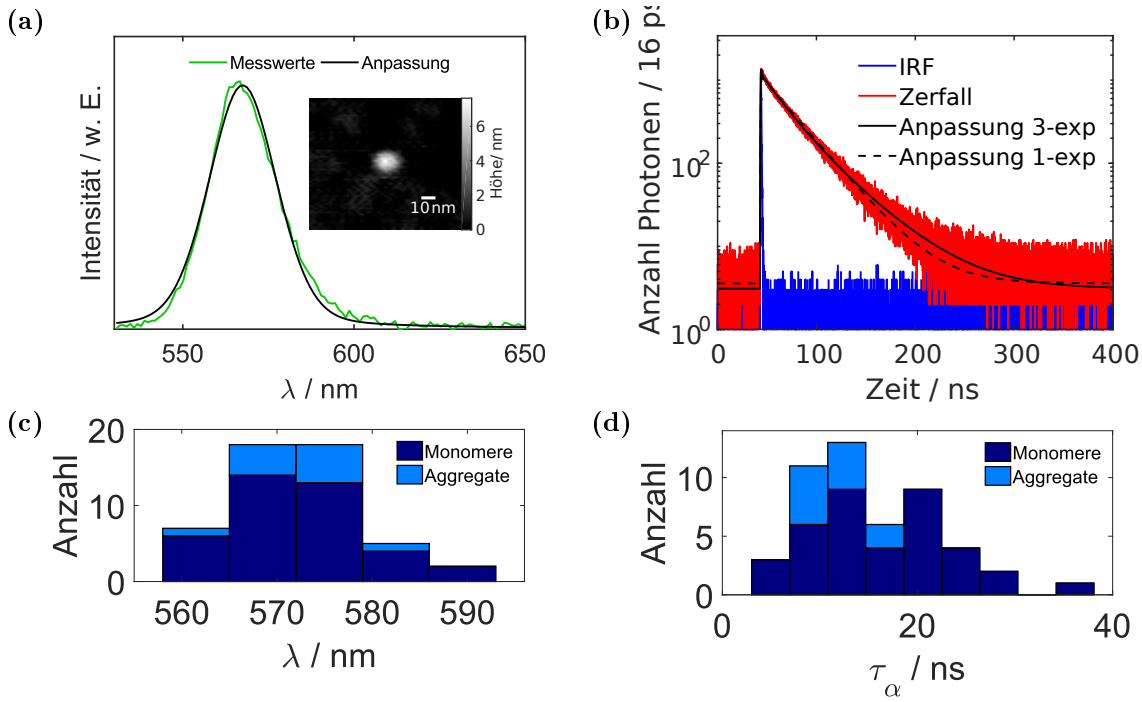 (a)
Intensität / w. E.
Messwerte Anpassung
6
4
2
0
Höhe/ nm
10 nm
550 600 650
λ / nm
(b)
Anzahl Photonen / 16 ps
IRF
Zerfall
Anpassung 3-exp
Anpassung 1-exp
10²
10⁰
0 100 200 300 400
Zeit / ns
(c)
Anzahl
20
10
0
Monomere
Aggregate
560 570 580 590
λ / nm
(d)
Anzahl
10
5
0
Monomere
Aggregate
0 20 40
τα / ns